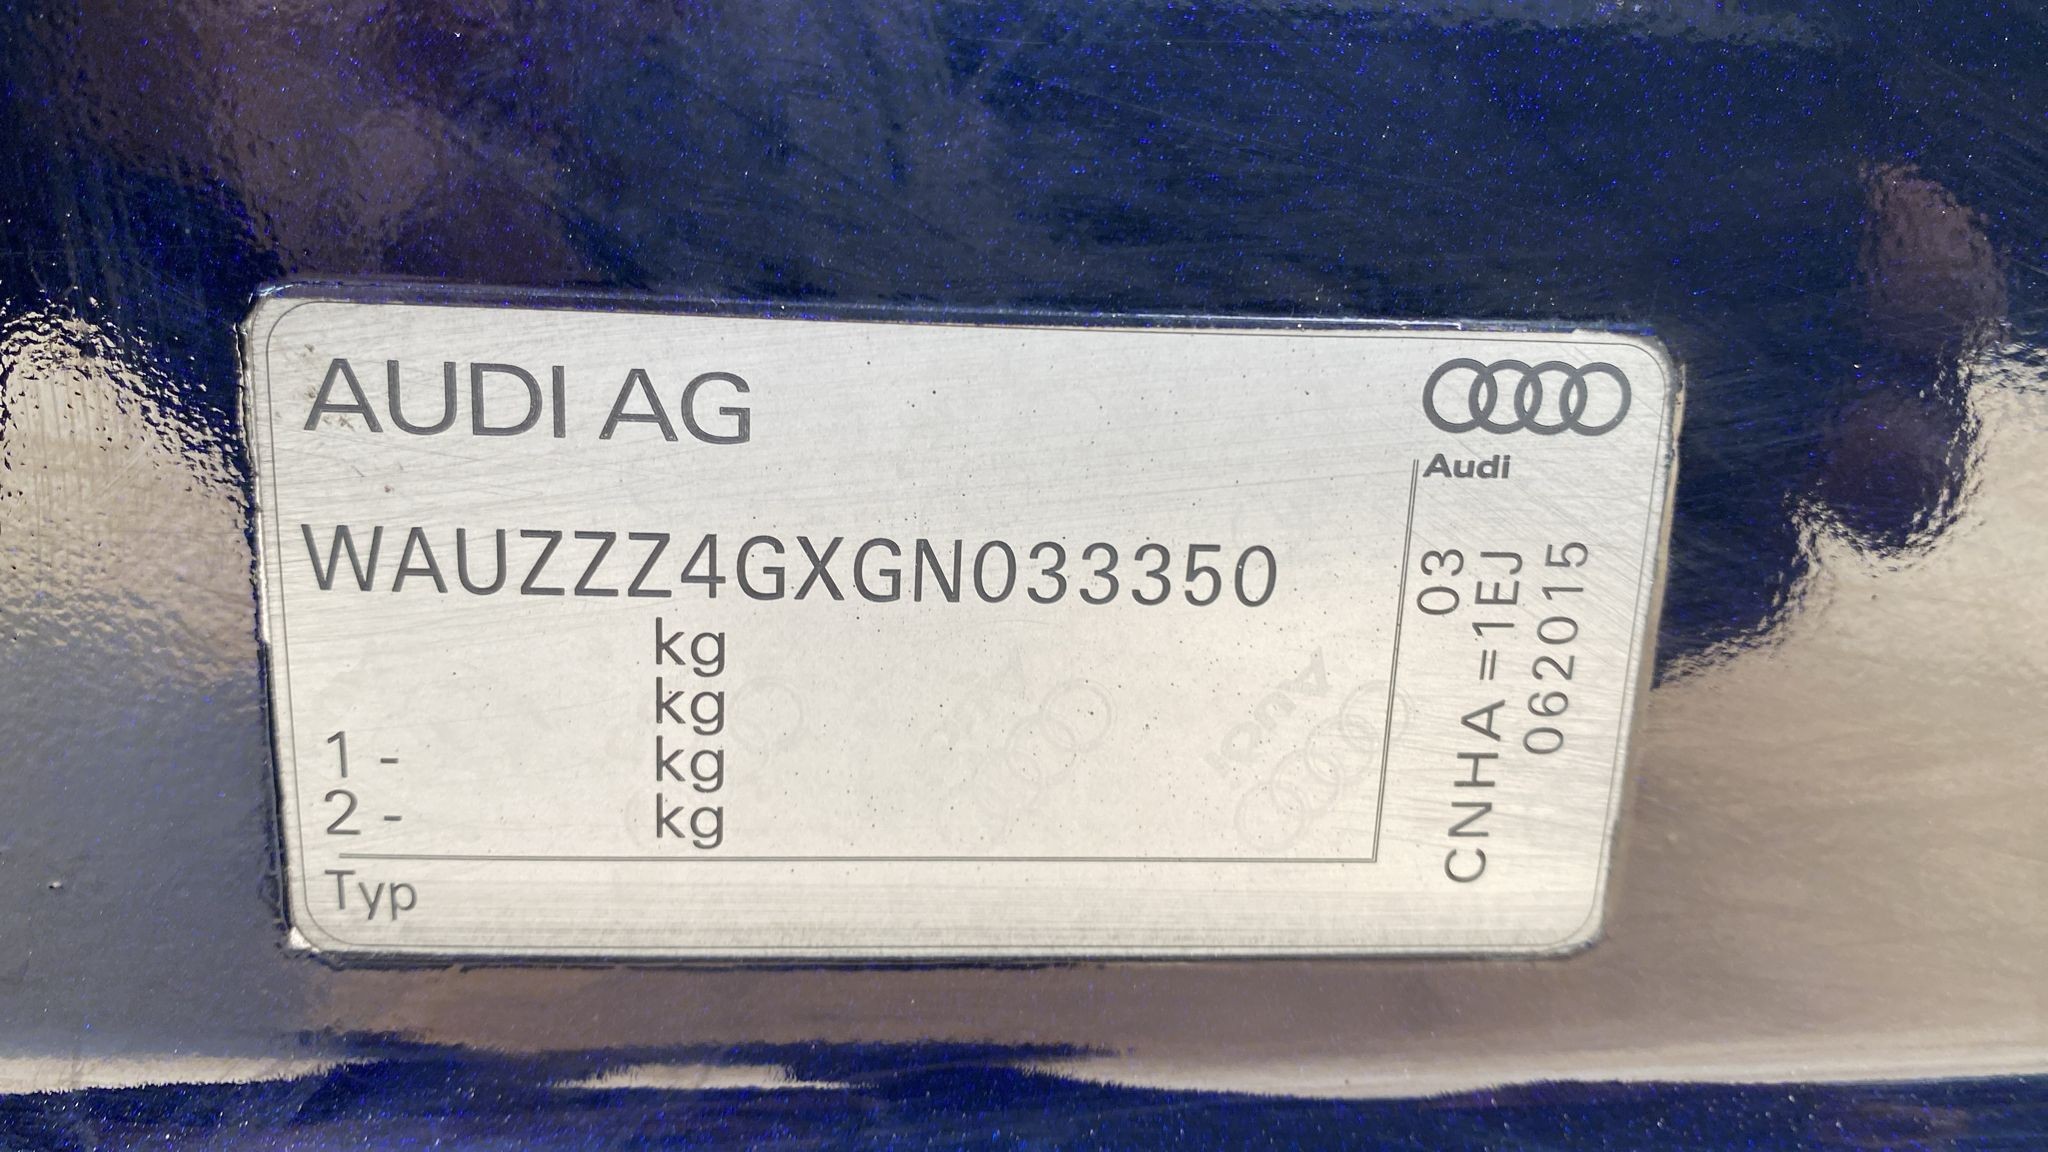 AUDI AG
Audi
WAUZZZ4GXGN033350
kg
kg
1 - kg
2 - kg
Typ
03
CNHA =1EJ
062015